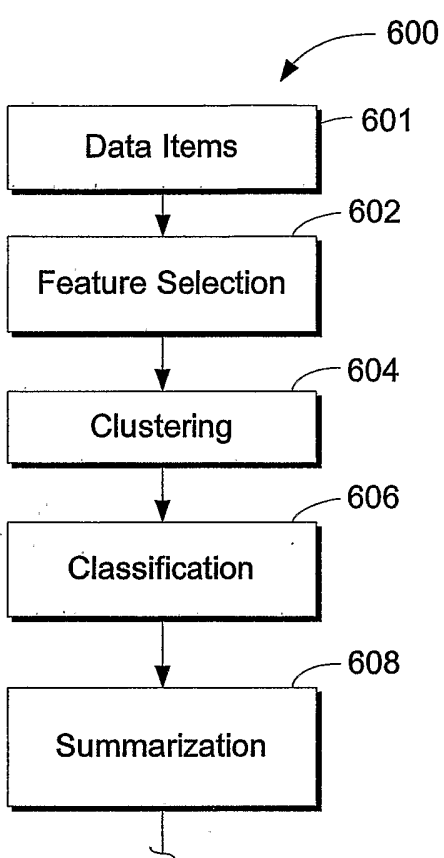 600
601
Data Items
602
Feature Selection
604
Clustering
606
Classification
608
Summarization